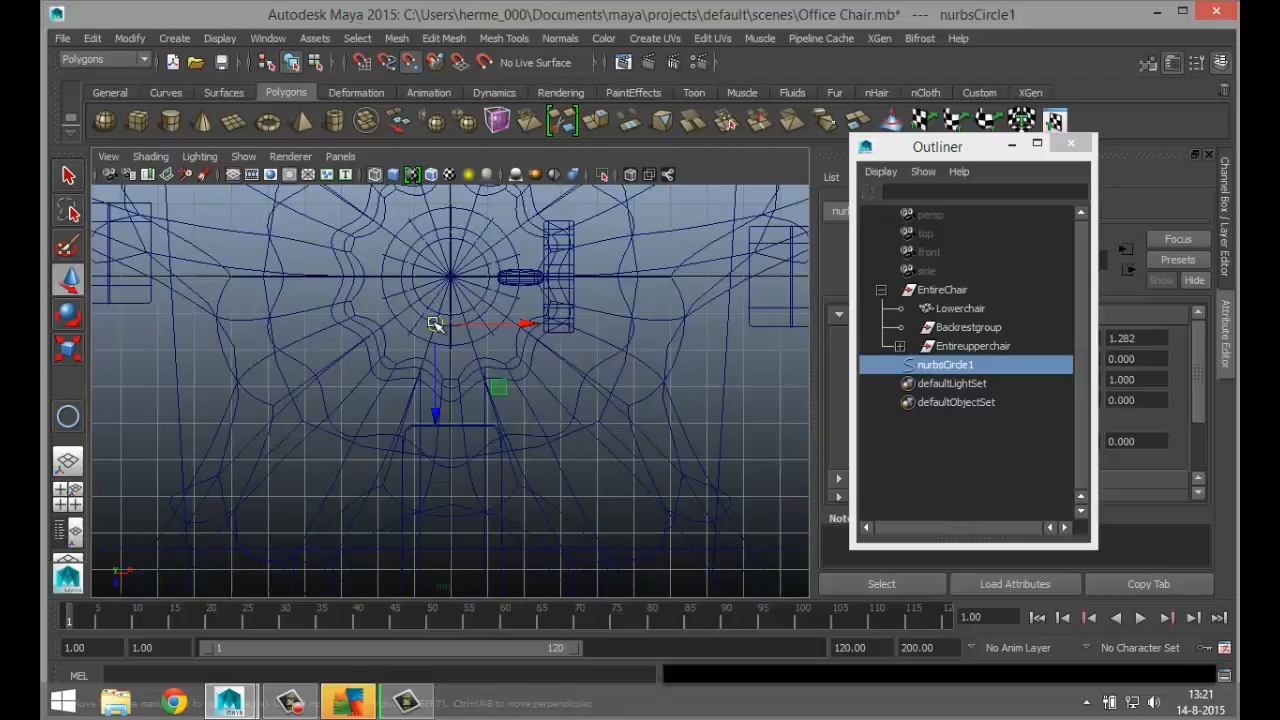 Autodesk Maya 2015: C:\Users\herme_000\Documents\maya\projects\default\scenes\Office Chair.mb* --- nurbsCircle1
File Edit Modify Create Display Window Assets Select Mesh Edit Mesh Mesh Tools Normals Color Create UVs Edit UVs Muscle Pipeline Cache XGen Bifrost Help
Polygons No Live Surface
General Curves Surfaces Polygons Deformation Animation Dynamics Rendering PaintEffects Toon Muscle Fluids Fur nHair nCloth Custom XGen
View Shading Lighting Show Renderer Panels
Outliner
Display Show Help
List
persp
top
front
side
EntireChair
Lowerchair
Backrestgroup
Entireupperchair
nurbsCircle1
defaultLightSet
defaultObjectSet
Focus
Presets
Show Hide
1.282
0.000
1.000
0.000
0.000
Channel Box / Layer Editor
Attribute Editor
Select Load Attributes Copy Tab
5 10 15 20 25 30 35 40 45 50 55 60 65 70 75 80 85 90 95 100 105 110 115 12
1
1.00
1.00 1.00 1 120 120.00 200.00 No Anim Layer No Character Set
MEL
13:21
14-8-2015